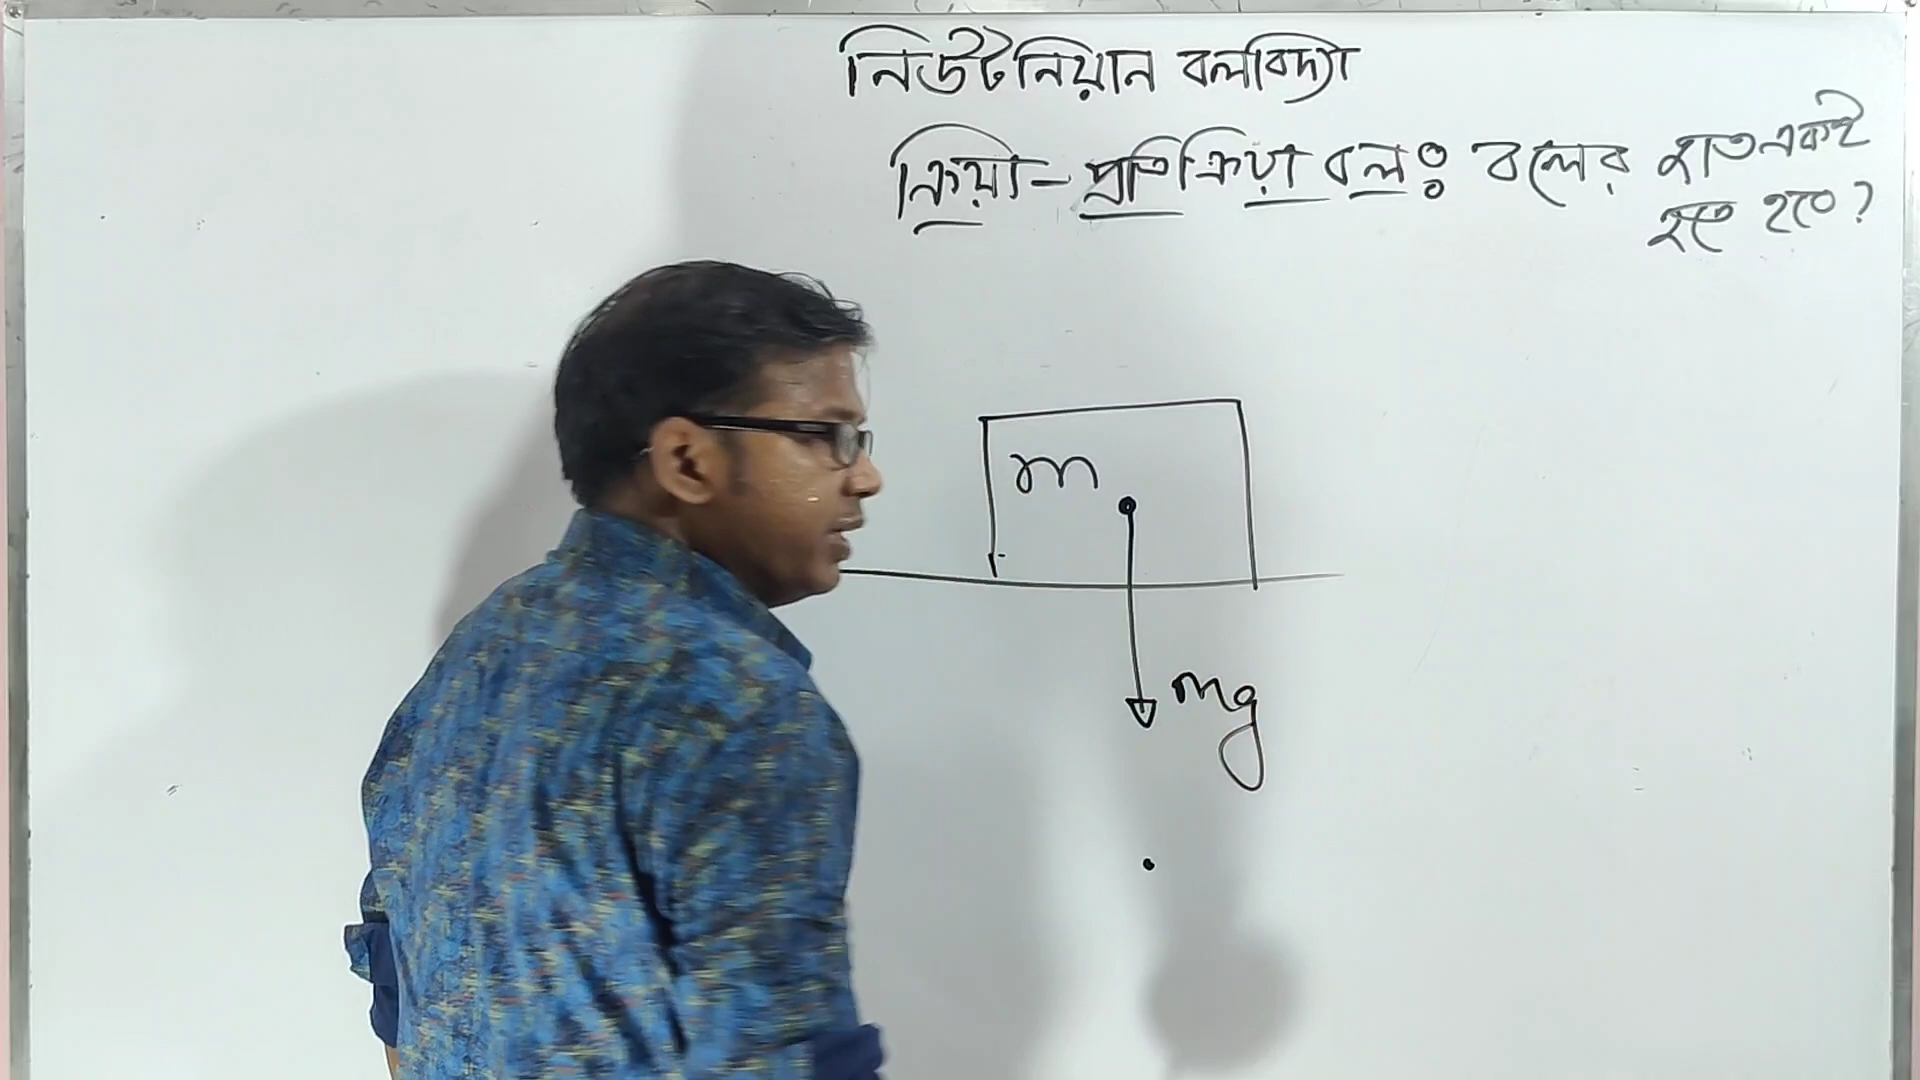 নিউটনিয়ান বলবিদ্যা
ক্রিয়া - প্রতিক্রিয়া বলঃ বলের ধাত একই
হতে হবে?
m
mg